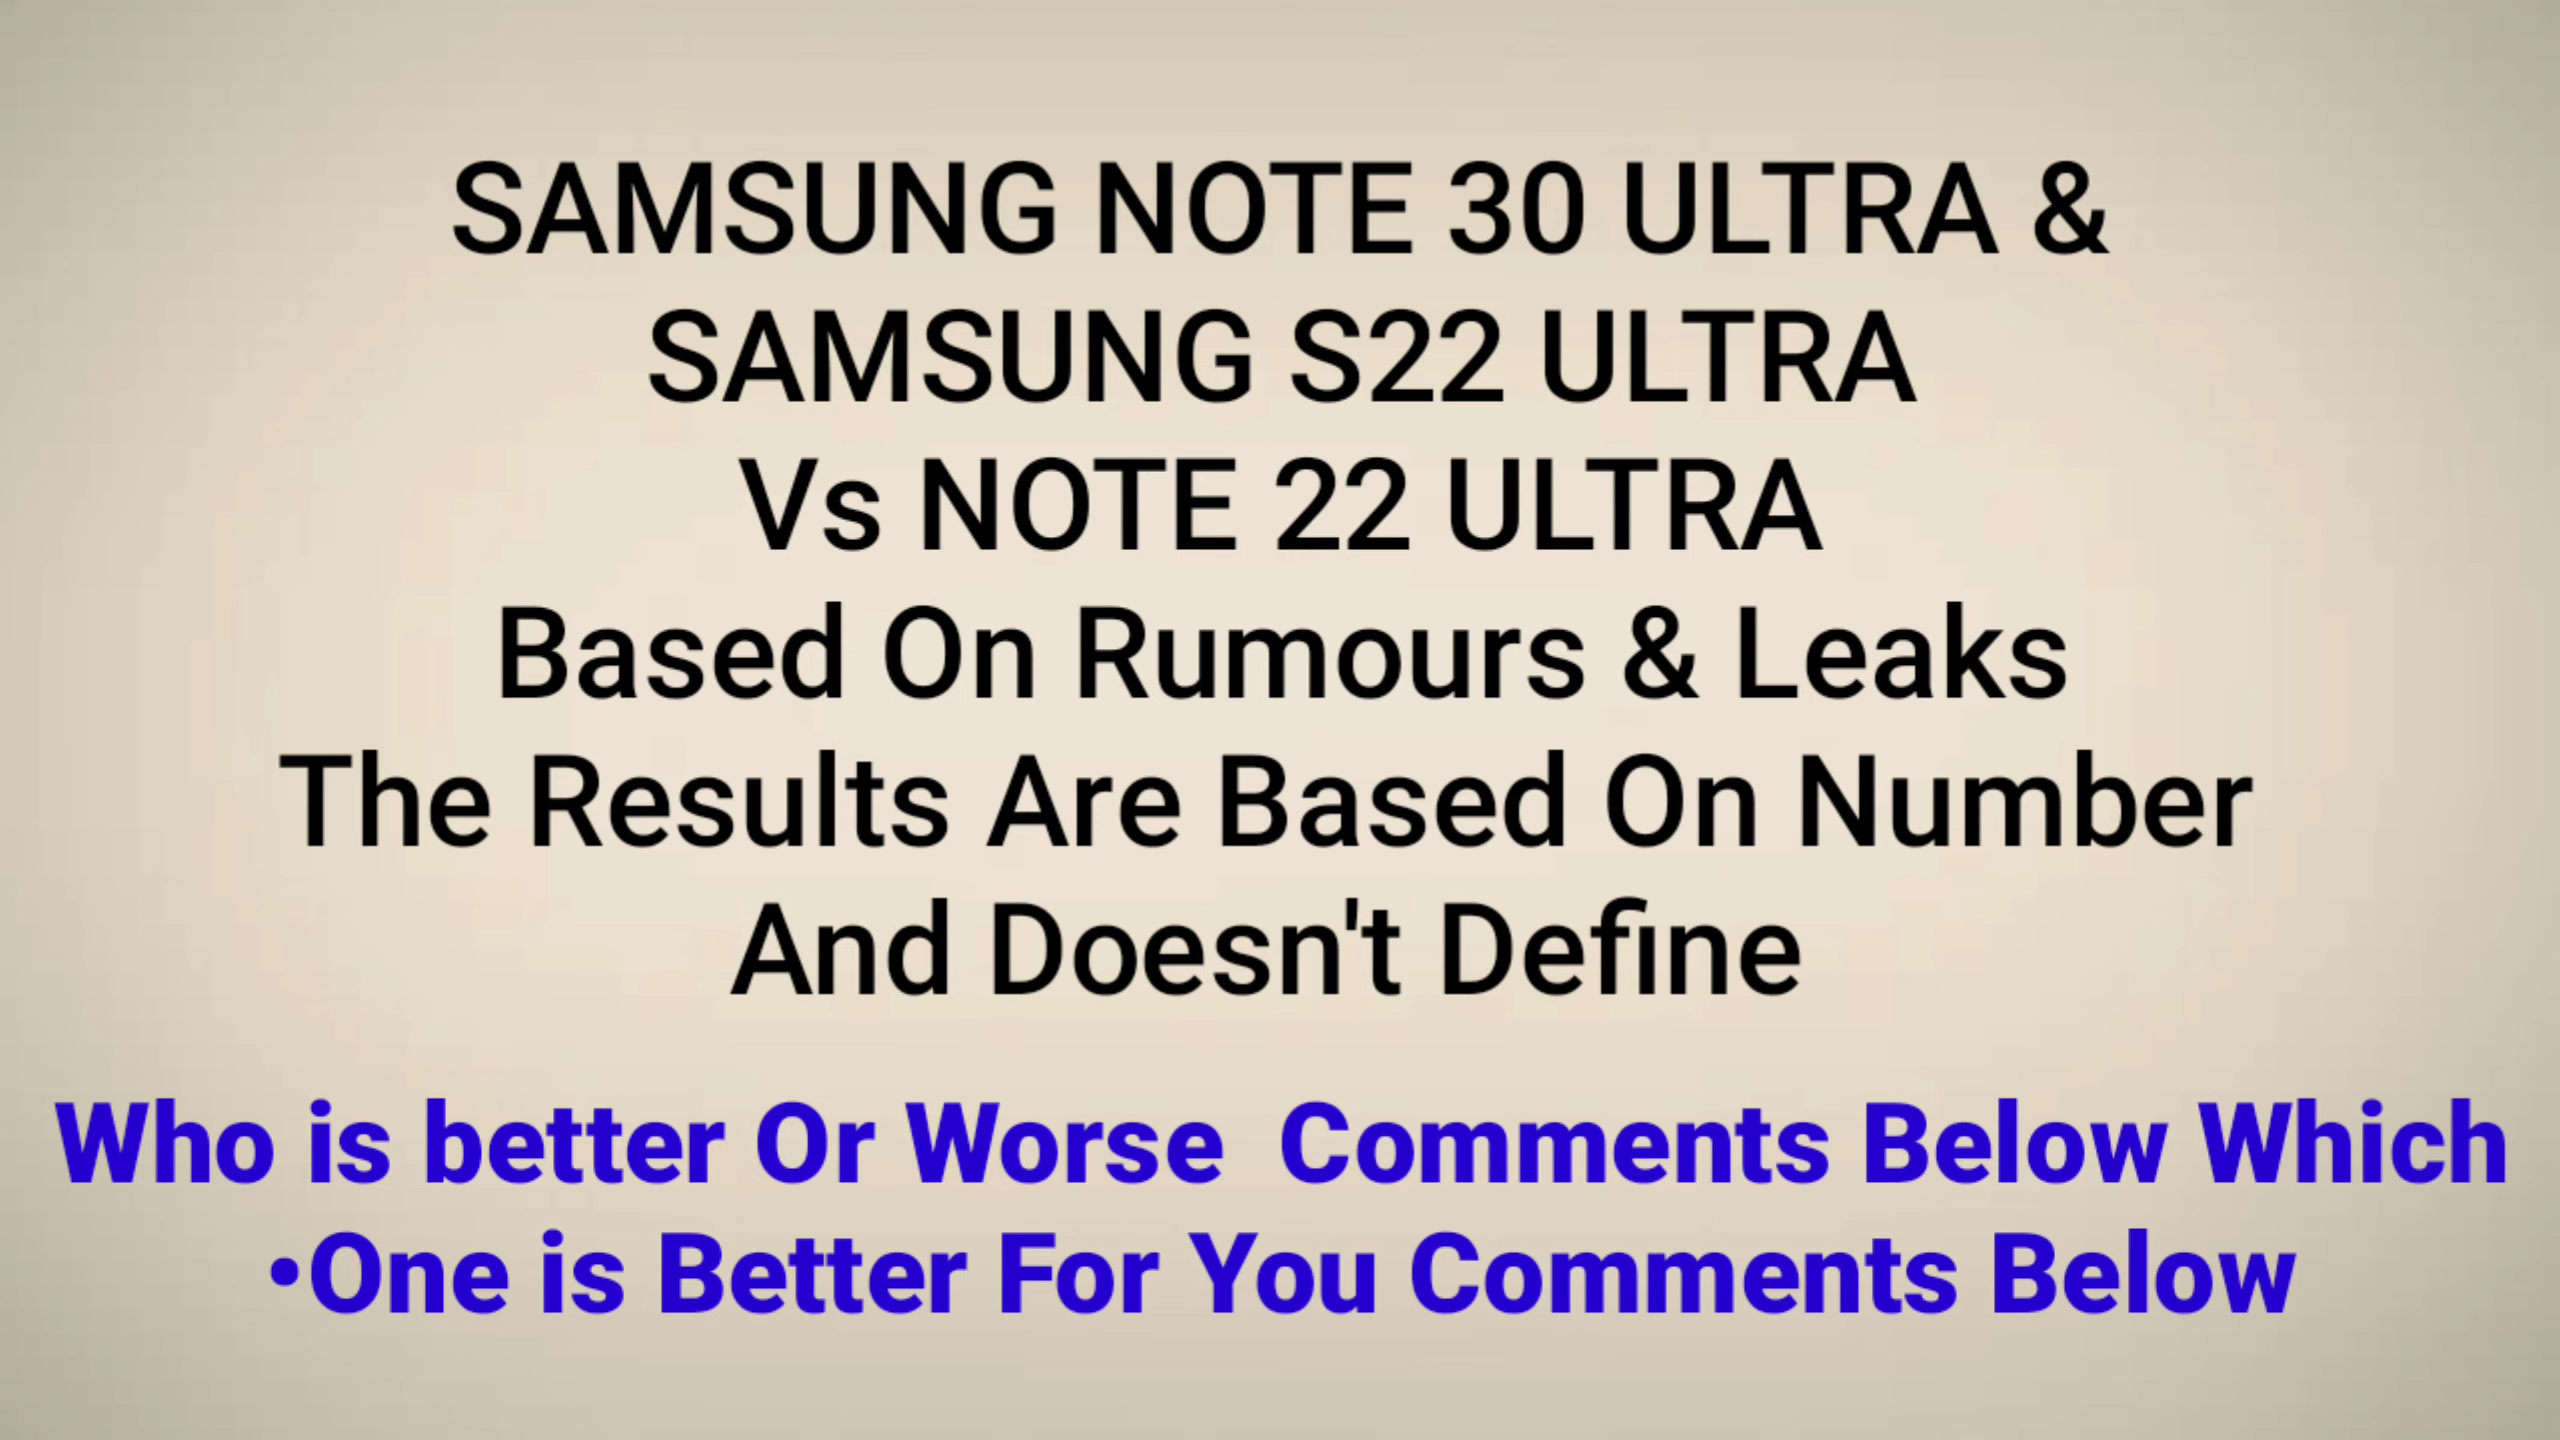 SAMSUNG NOTE 30 ULTRA &
SAMSUNG S22 ULTRA
Vs NOTE 22 ULTRA
Based On Rumours & Leaks
The Results Are Based On Number
And Doesn't Define
Who is better Or Worse  Comments Below Which
•One is Better For You Comments Below